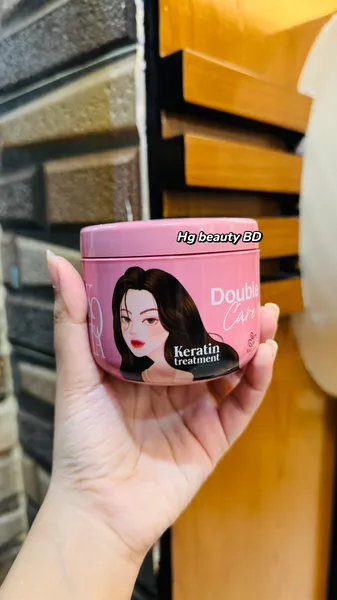 Hg beauty BD
Double
Care
Keratin
treatment